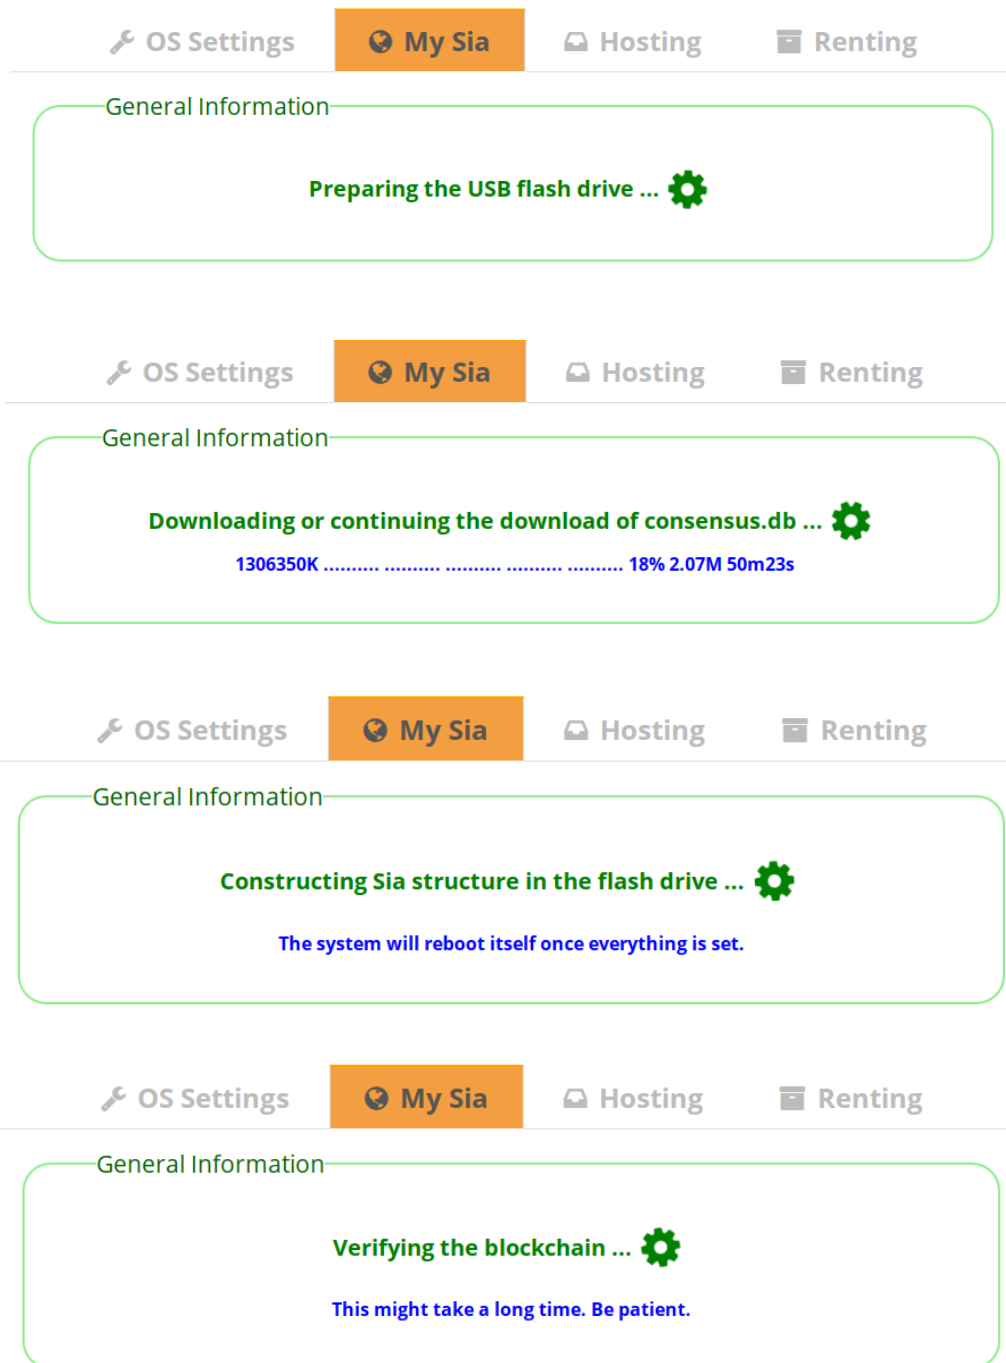 OS Settings My Sia Hosting Renting
General Information
Preparing the USB flash drive ...
OS Settings My Sia Hosting Renting
General Information
Downloading or continuing the download of consensus.db ...
1306350K .......... .......... .......... .......... .......... 18% 2.07M 50m23s
OS Settings My Sia Hosting Renting
General Information
Constructing Sia structure in the flash drive ...
The system will reboot itself once everything is set.
OS Settings My Sia Hosting Renting
General Information
Verifying the blockchain ...
This might take a long time. Be patient.